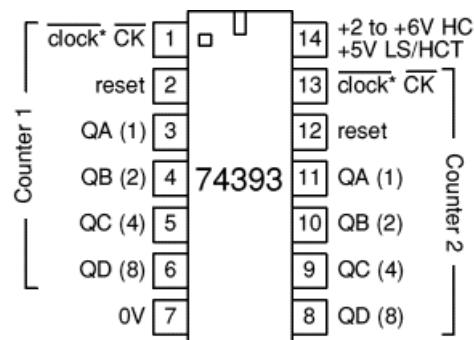 clock* CK 1
reset 2
QA (1) 3
QB (2) 4
QC (4) 5
QD (8) 6
0V 7
Counter 1
74393
14 +2 to +6V HC
+5V LS/HCT
13 clock* CK
12 reset
11 QA (1)
10 QB (2)
9 QC (4)
8 QD (8)
Counter 2